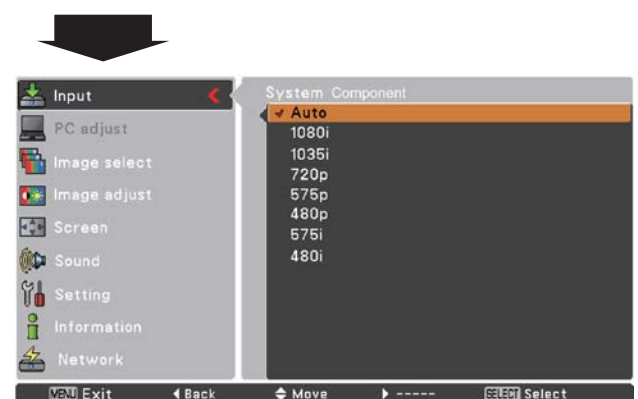 Input
PC adjust
Image select
Image adjust
Screen
Sound
Setting
Information
Network
System Component
Auto
1080i
1035i
720p
575p
480p
575i
480i
MENU Exit ◀ Back Move ▶ ----- SELECT Select